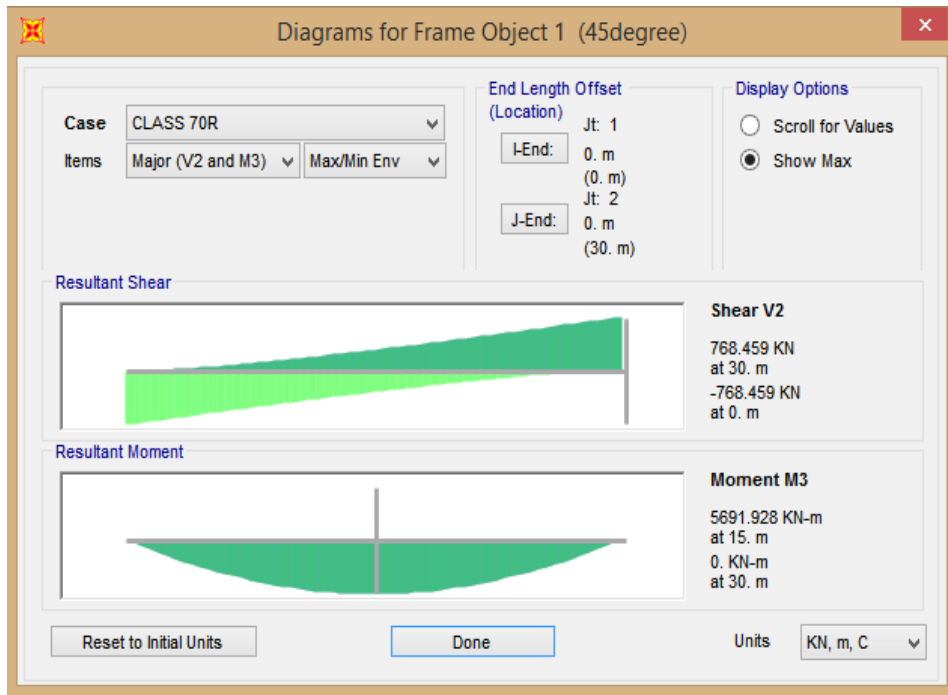 Diagrams for Frame Object 1 (45degree)
x
Case CLASS 70R
Items Major (V2 and M3) Max/Min Env
End Length Offset
(Location)
Jt: 1
I-End: 0. m
(0. m)
Jt: 2
J-End: 0. m
(30. m)
Display Options
Scroll for Values
Show Max
Resultant Shear
Shear V2
768.459 KN
at 30. m
-768.459 KN
at 0. m
Resultant Moment
Moment M3
5691.928 KN-m
at 15. m
0. KN-m
at 30. m
Reset to Initial Units
Done
Units KN, m, C